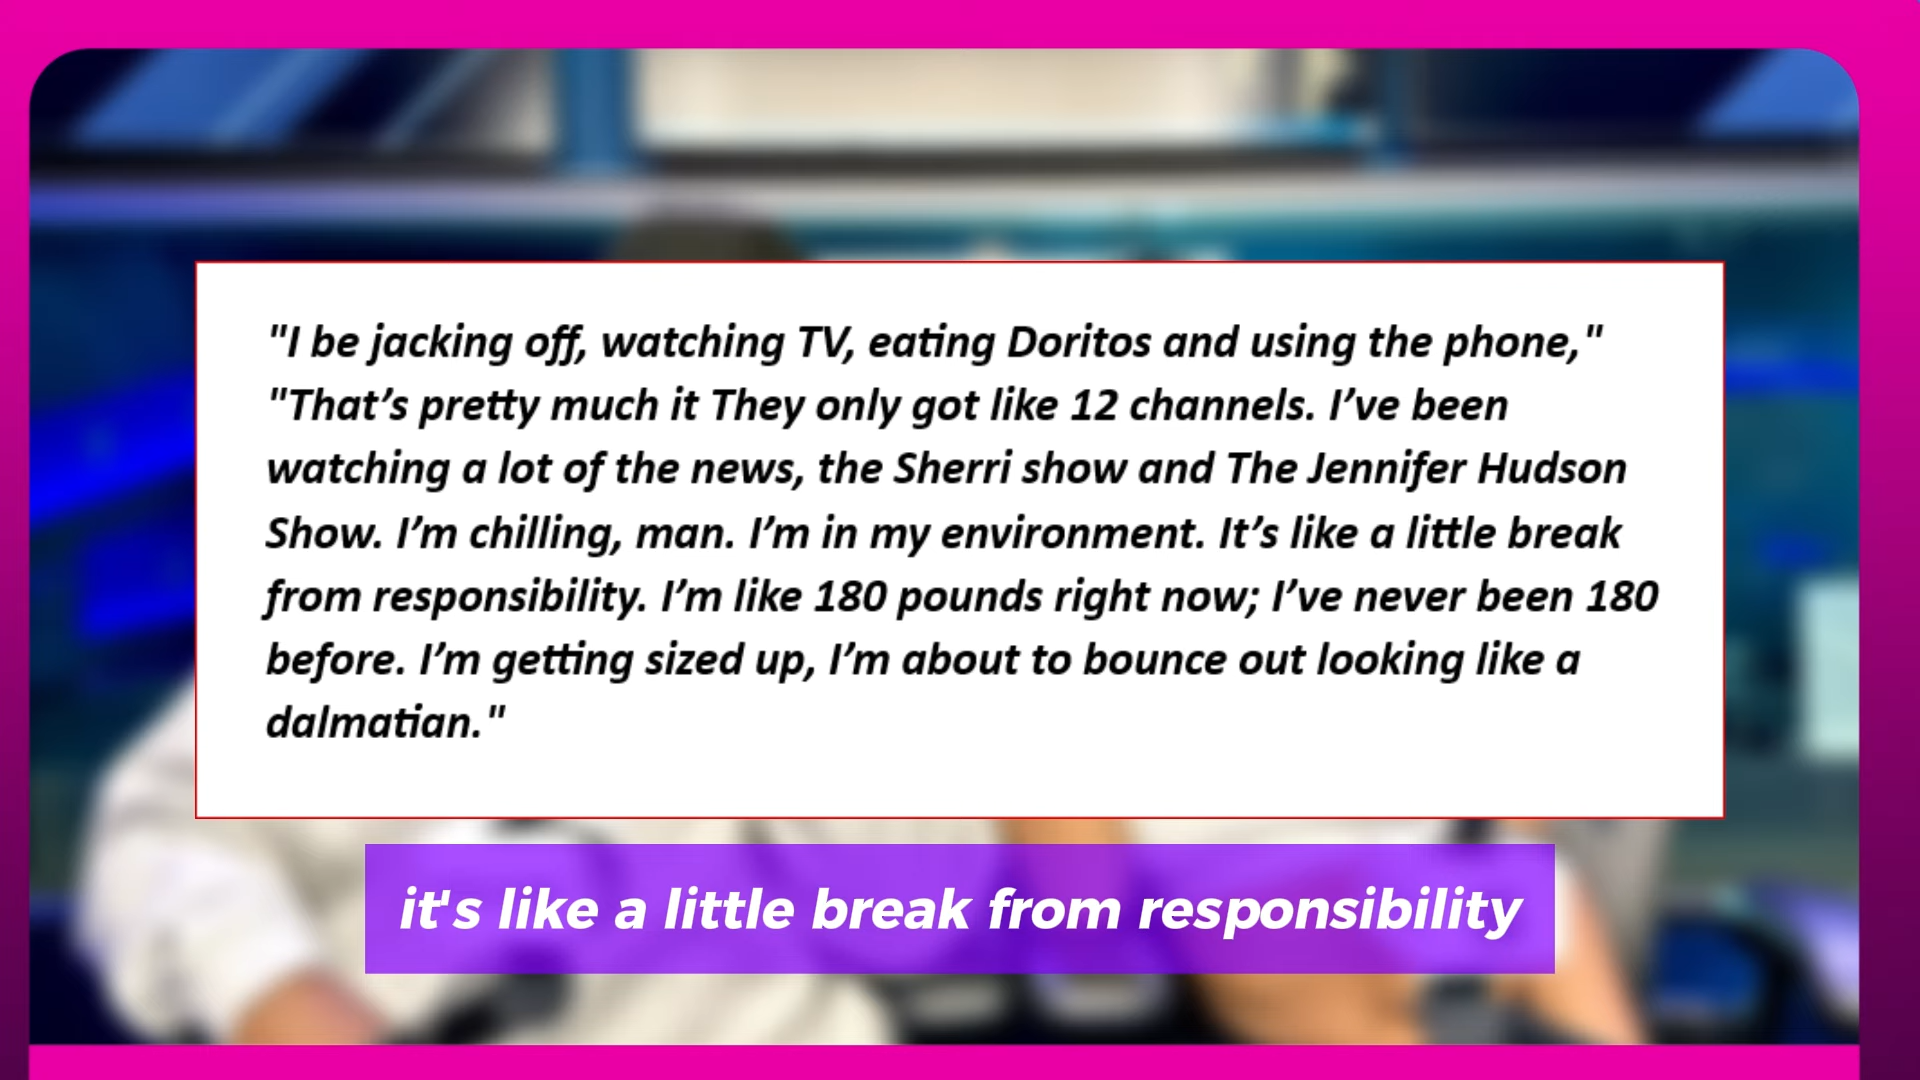 "I be jacking off, watching TV, eating Doritos and using the phone,"
"That’s pretty much it They only got like 12 channels. I’ve been
watching a lot of the news, the Sherri show and The Jennifer Hudson
Show. I’m chilling, man. I’m in my environment. It’s like a little break
from responsibility. I’m like 180 pounds right now; I’ve never been 180
before. I’m getting sized up, I’m about to bounce out looking like a
dalmatian."
it's like a little break from responsibility